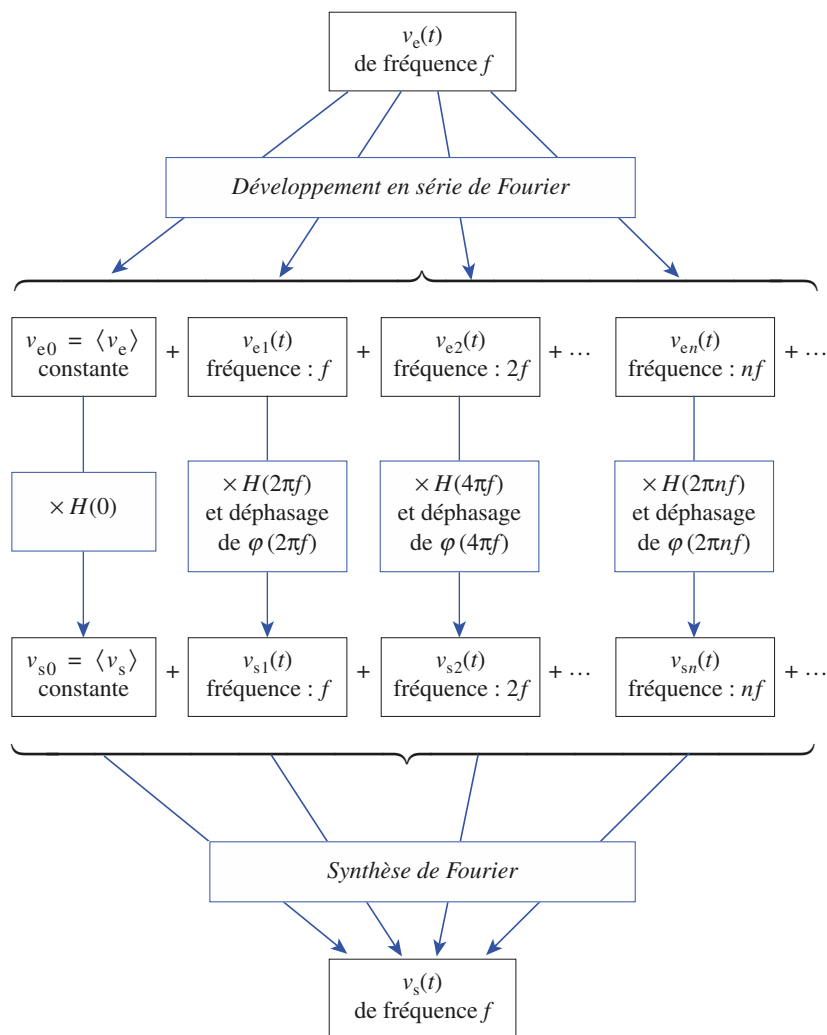 vₑ(t)
de fréquence f
Développement en série de Fourier
vₑ₀ = ⟨vₑ⟩
constante
+
vₑ₁(t)
fréquence : f
+
vₑ₂(t)
fréquence : 2f
+ …
vₑₙ(t)
fréquence : nf
+ …
× H(0)
× H(2πf)
et déphasage
de φ(2πf)
× H(4πf)
et déphasage
de φ(4πf)
× H(2πnf)
et déphasage
de φ(2πnf)
vₛ₀ = ⟨vₛ⟩
constante
+
vₛ₁(t)
fréquence : f
+
vₛ₂(t)
fréquence : 2f
+ …
vₛₙ(t)
fréquence : nf
+ …
Synthèse de Fourier
vₛ(t)
de fréquence f